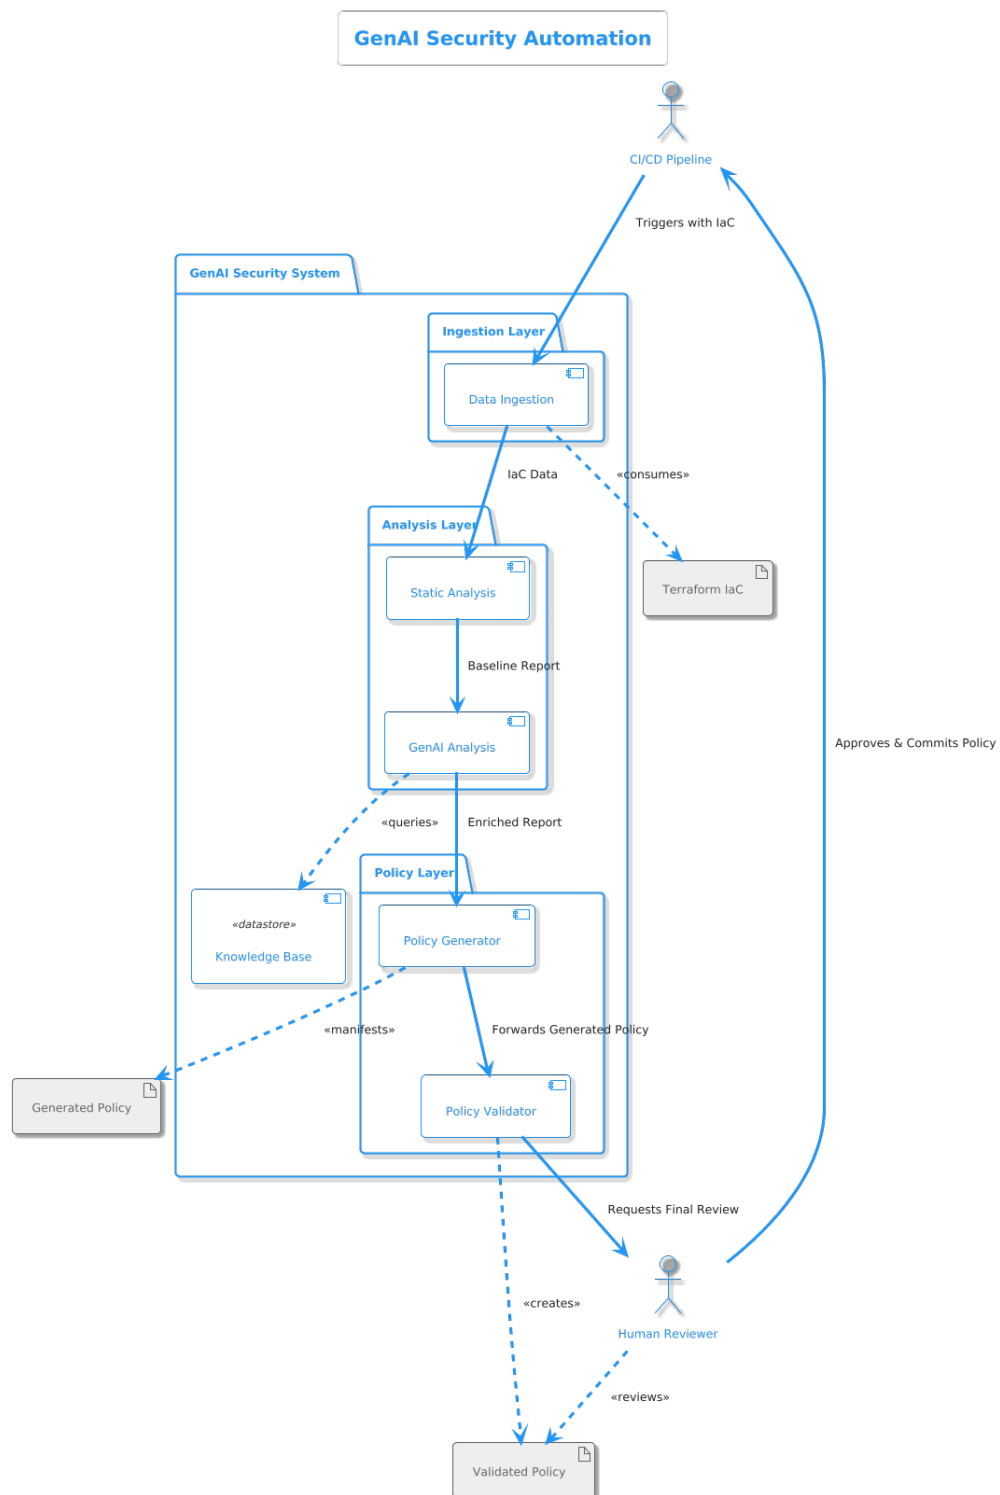 GenAI Security Automation
CI/CD Pipeline
Triggers with IaC
GenAI Security System
Ingestion Layer
Data Ingestion
IaC Data
«consumes»
Analysis Layer
Static Analysis
Terraform IaC
Baseline Report
GenAI Analysis
Approves & Commits Policy
«queries»
Enriched Report
Policy Layer
«datastore»
Knowledge Base
Policy Generator
«manifests»
Forwards Generated Policy
Generated Policy
Policy Validator
Requests Final Review
«creates»
Human Reviewer
«reviews»
Validated Policy